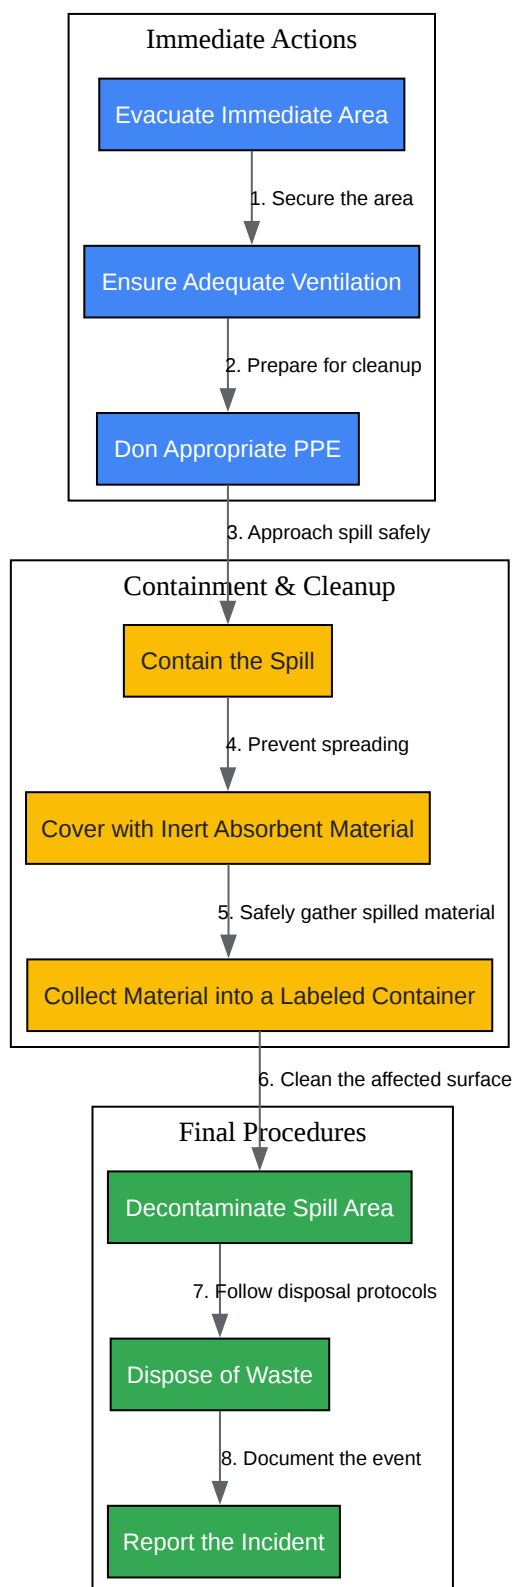 Immediate Actions
Evacuate Immediate Area
1. Secure the area
Ensure Adequate Ventilation
2. Prepare for cleanup
Don Appropriate PPE
3. Approach spill safely
Containment & Cleanup
Contain the Spill
4. Prevent spreading
Cover with Inert Absorbent Material
5. Safely gather spilled material
Collect Material into a Labeled Container
6. Clean the affected surface
Final Procedures
Decontaminate Spill Area
7. Follow disposal protocols
Dispose of Waste
8. Document the event
Report the Incident